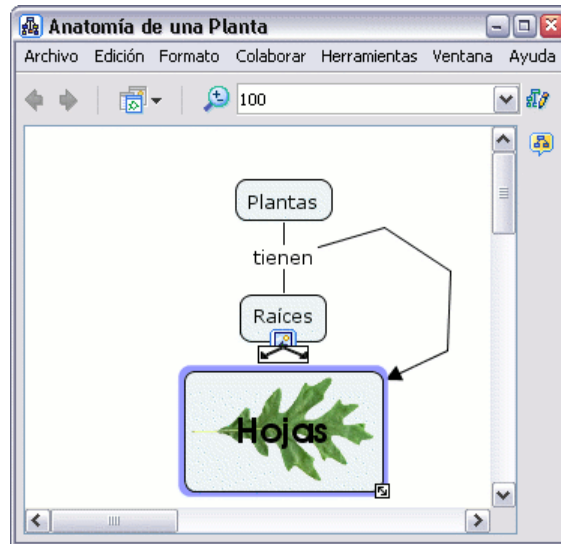 Anatomía de una Planta
Archivo Edición Formato Colaborar Herramientas Ventana Ayuda
100
Plantas
tienen
Raíces
Hojas